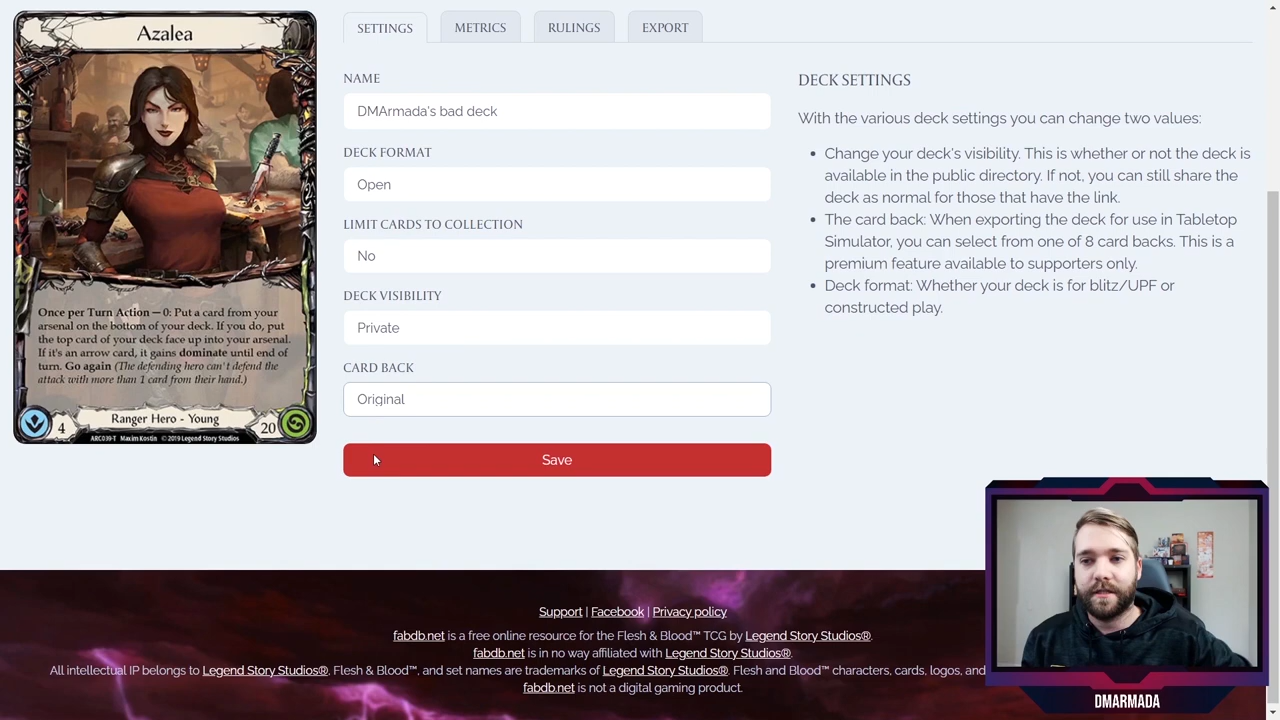 Azalea
Once per Turn Action — 0: Put a card from your
arsenal on the bottom of your deck. If you do, put
the top card of your deck face up into your arsenal.
If it's an arrow card, it gains dominate until end of
turn. Go again (The defending hero can't defend the
attack with more than 1 card from their hand.)
4
Ranger Hero - Young
20
ARC039-T Maxim Kostin © 2019 Legend Story Studios
SETTINGS
METRICS
RULINGS
EXPORT
NAME
DMArmada's bad deck
DECK FORMAT
Open
LIMIT CARDS TO COLLECTION
No
DECK VISIBILITY
Private
CARD BACK
Original
Save
DECK SETTINGS
With the various deck settings you can change two values:
• Change your deck's visibility. This is whether or not the deck is
available in the public directory. If not, you can still share the
deck as normal for those that have the link.
• The card back: When exporting the deck for use in Tabletop
Simulator, you can select from one of 8 card backs. This is a
premium feature available to supporters only.
• Deck format: Whether your deck is for blitz/UPF or
constructed play.
Support | Facebook | Privacy policy
fabdb.net is a free online resource for the Flesh & Blood™ TCG by Legend Story Studios®.
fabdb.net is in no way affiliated with Legend Story Studios®.
All intellectual IP belongs to Legend Story Studios®, Flesh & Blood™, and set names are trademarks of Legend Story Studios®. Flesh and Blood™ characters, cards, logos, and
fabdb.net is not a digital gaming product.
DMARMADA